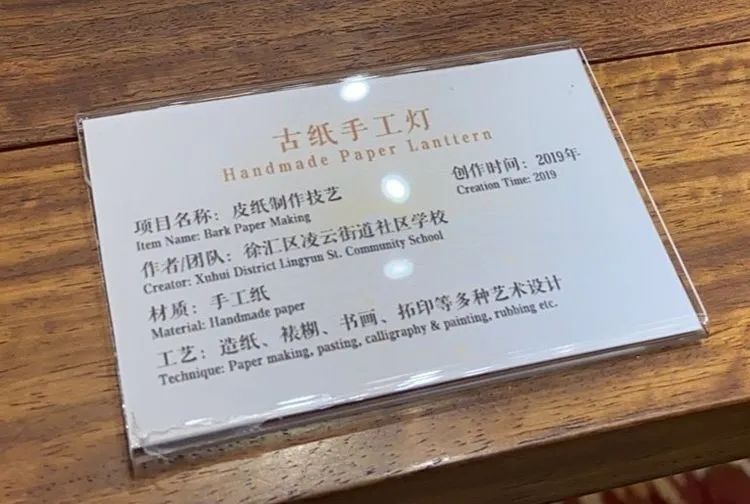 古纸手工灯
Handmade Paper Lanttern
项目名称：皮纸制作技艺
Item Name: Bark Paper Making
创作时间：2019年
Creation Time: 2019
作者/团队：徐汇区凌云街道社区学校
Creator: Xuhui District Lingyun St. Community School
材质：手工纸
Material: Handmade paper
工艺：造纸、裱糊、书画、拓印等多种艺术设计
Technique: Paper making, pasting, calligraphy & painting, rubbing etc.